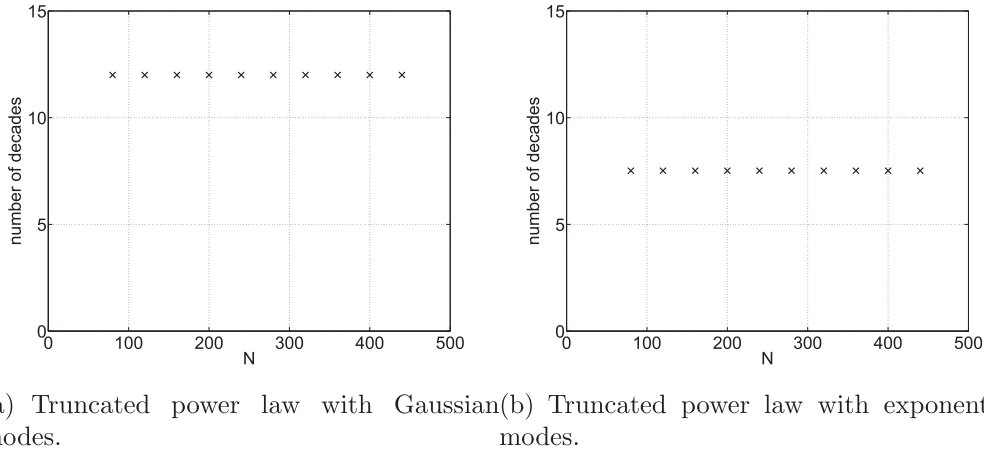 15
10
5
0
number of decades
0 100 200 300 400 500
N
15
10
5
0
number of decades
0 100 200 300 400 500
N
a) Truncated power law with Gaussian
modes.
(b) Truncated power law with exponent
modes.